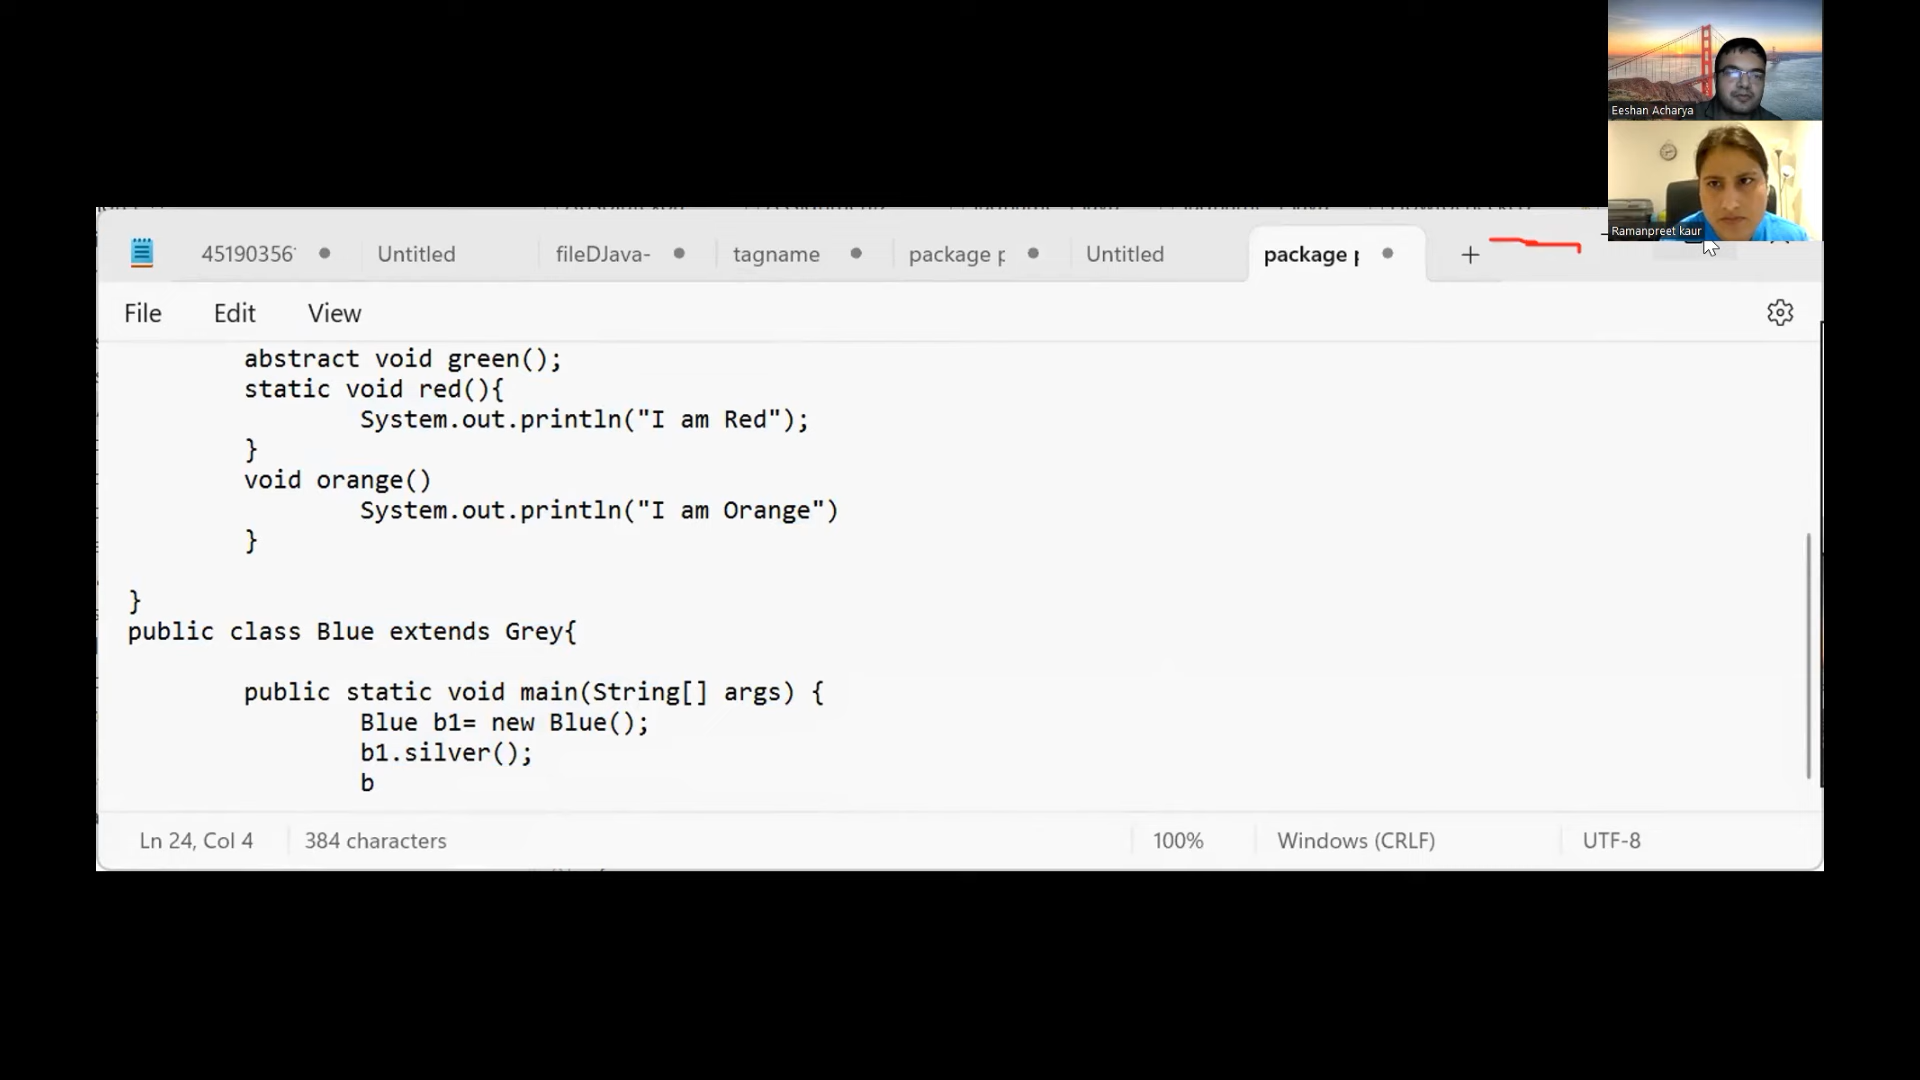 Eeshan Acharya
Ramanpreet kaur
45190356 Untitled fileDJava- tagname package p Untitled package p +
File Edit View
abstract void green();
static void red(){
System.out.println("I am Red");
}
void orange()
System.out.println("I am Orange")
}
}
public class Blue extends Grey{
public static void main(String[] args) {
Blue b1= new Blue();
b1.silver();
b
Ln 24, Col 4 384 characters 100% Windows (CRLF) UTF-8